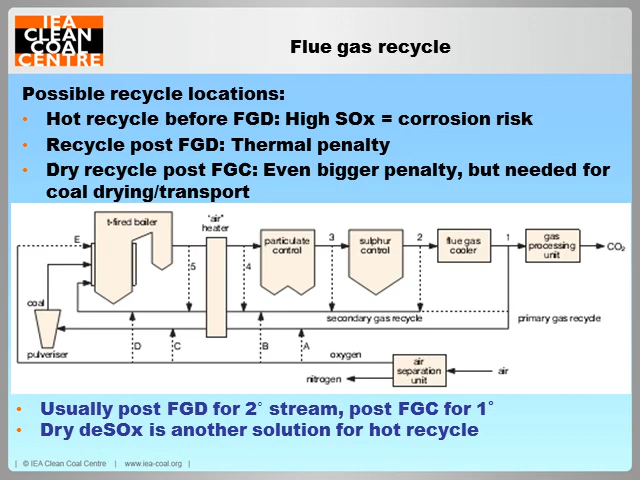 IEA
CLEAN
COAL
CENTRE
Flue gas recycle
Possible recycle locations:
• Hot recycle before FGD: High SOx = corrosion risk
• Recycle post FGD: Thermal penalty
• Dry recycle post FGC: Even bigger penalty, but needed for
coal drying/transport
t-fired boiler
'air'
heater
E
particulate
control
3
sulphur
control
2
flue gas
cooler
1
gas
processing
unit
CO₂
5
4
coal
secondary gas recycle
primary gas recycle
pulveriser
D
C
B
A
oxygen
nitrogen
air
separation
unit
air
• Usually post FGD for 2° stream, post FGC for 1°
• Dry deSOx is another solution for hot recycle
| © IEA Clean Coal Centre | www.iea-coal.org |